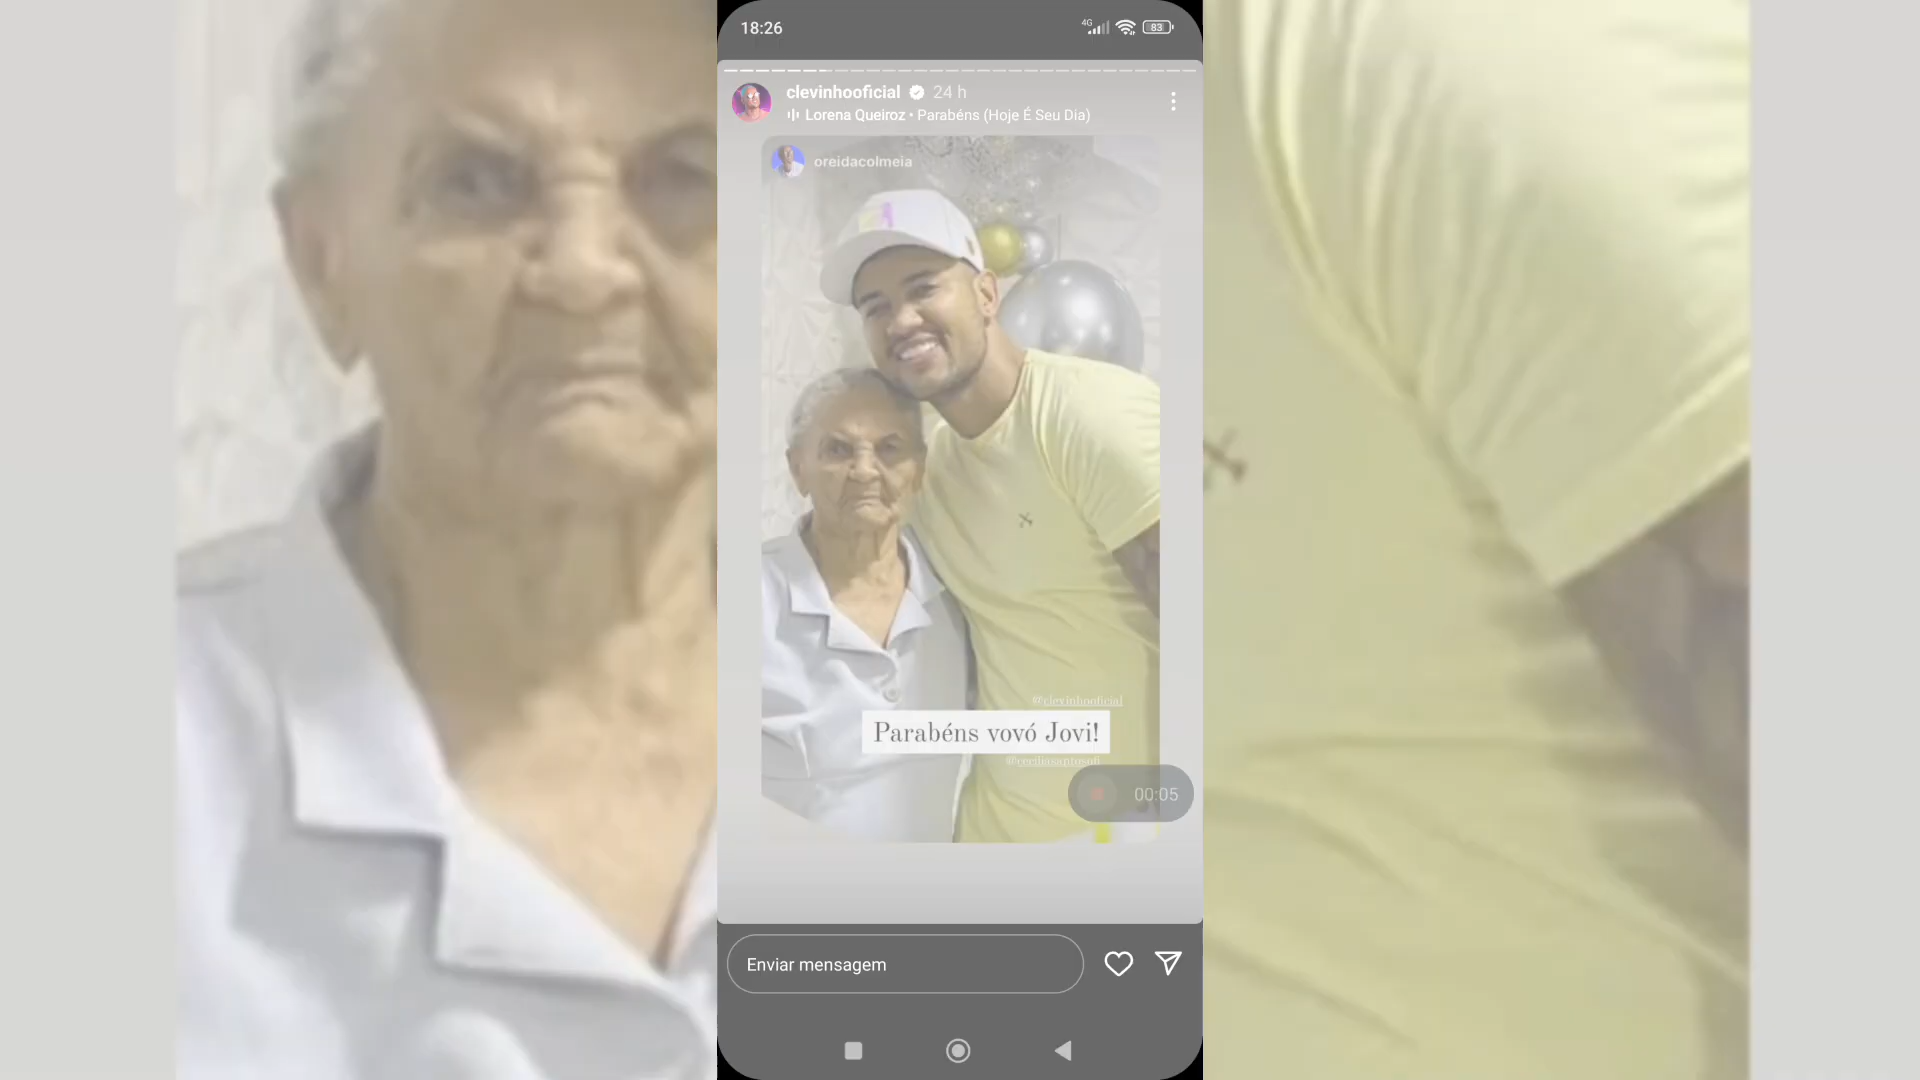 18:26
4G
83
clevinhooficial 24 h
Lorena Queiroz • Parabéns (Hoje É Seu Dia)
oreidacolmeia
@clevinhooficial
Parabéns vovó Jovi!
00:05
Enviar mensagem